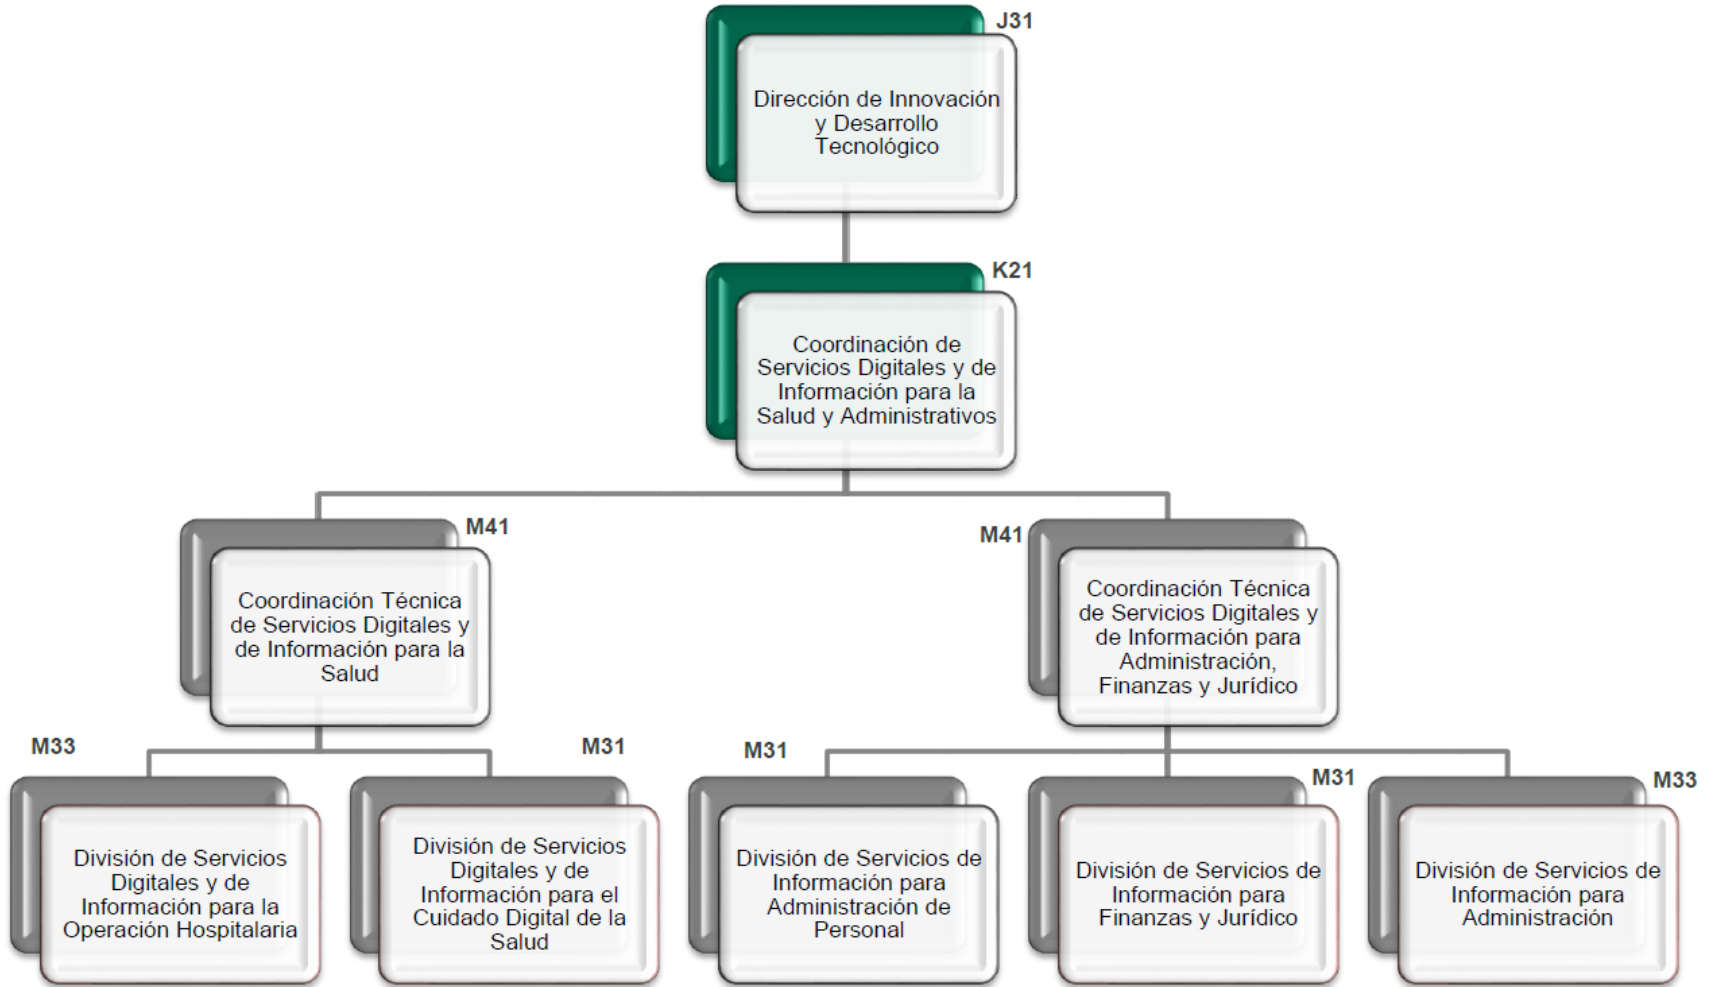 J31
Dirección de Innovación
y Desarrollo
Tecnológico
K21
Coordinación de
Servicios Digitales y de
Información para la
Salud y Administrativos
M41
Coordinación Técnica
de Servicios Digitales y
de Información para la
Salud
M41
Coordinación Técnica
de Servicios Digitales y
de Información para
Administración,
Finanzas y Jurídico
M33
División de Servicios
Digitales y de
Información para la
Operación Hospitalaria
M31
División de Servicios
Digitales y de
Información para el
Cuidado Digital de la
Salud
M31
División de Servicios de
Información para
Administración de
Personal
M31
División de Servicios de
Información para
Finanzas y Jurídico
M33
División de Servicios de
Información para
Administración